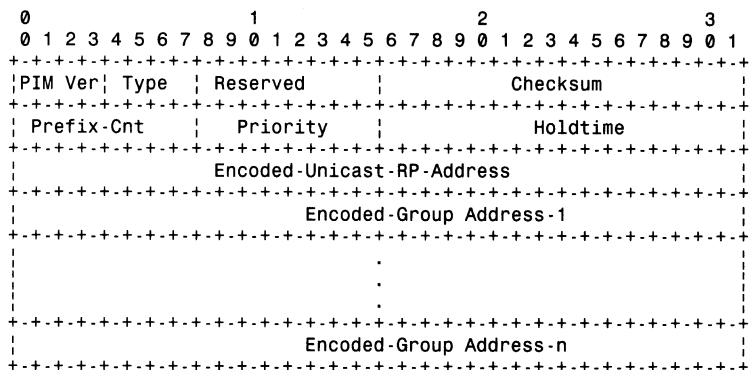 0                   1                   2                   3
0 1 2 3 4 5 6 7 8 9 0 1 2 3 4 5 6 7 8 9 0 1 2 3 4 5 6 7 8 9 0 1
+-+-+-+-+-+-+-+-+-+-+-+-+-+-+-+-+-+-+-+-+-+-+-+-+-+-+-+-+-+-+-+-+
|PIM Ver| Type | Reserved | Checksum |
+-+-+-+-+-+-+-+-+-+-+-+-+-+-+-+-+-+-+-+-+-+-+-+-+-+-+-+-+-+-+-+-+
| Prefix-Cnt | Priority | Holdtime |
+-+-+-+-+-+-+-+-+-+-+-+-+-+-+-+-+-+-+-+-+-+-+-+-+-+-+-+-+-+-+-+-+
| Encoded-Unicast-RP-Address |
+-+-+-+-+-+-+-+-+-+-+-+-+-+-+-+-+-+-+-+-+-+-+-+-+-+-+-+-+-+-+-+-+
| Encoded-Group Address-1 |
+-+-+-+-+-+-+-+-+-+-+-+-+-+-+-+-+-+-+-+-+-+-+-+-+-+-+-+-+-+-+-+-+
| . |
| . |
| . |
+-+-+-+-+-+-+-+-+-+-+-+-+-+-+-+-+-+-+-+-+-+-+-+-+-+-+-+-+-+-+-+-+
| Encoded-Group Address-n |
+-+-+-+-+-+-+-+-+-+-+-+-+-+-+-+-+-+-+-+-+-+-+-+-+-+-+-+-+-+-+-+-+